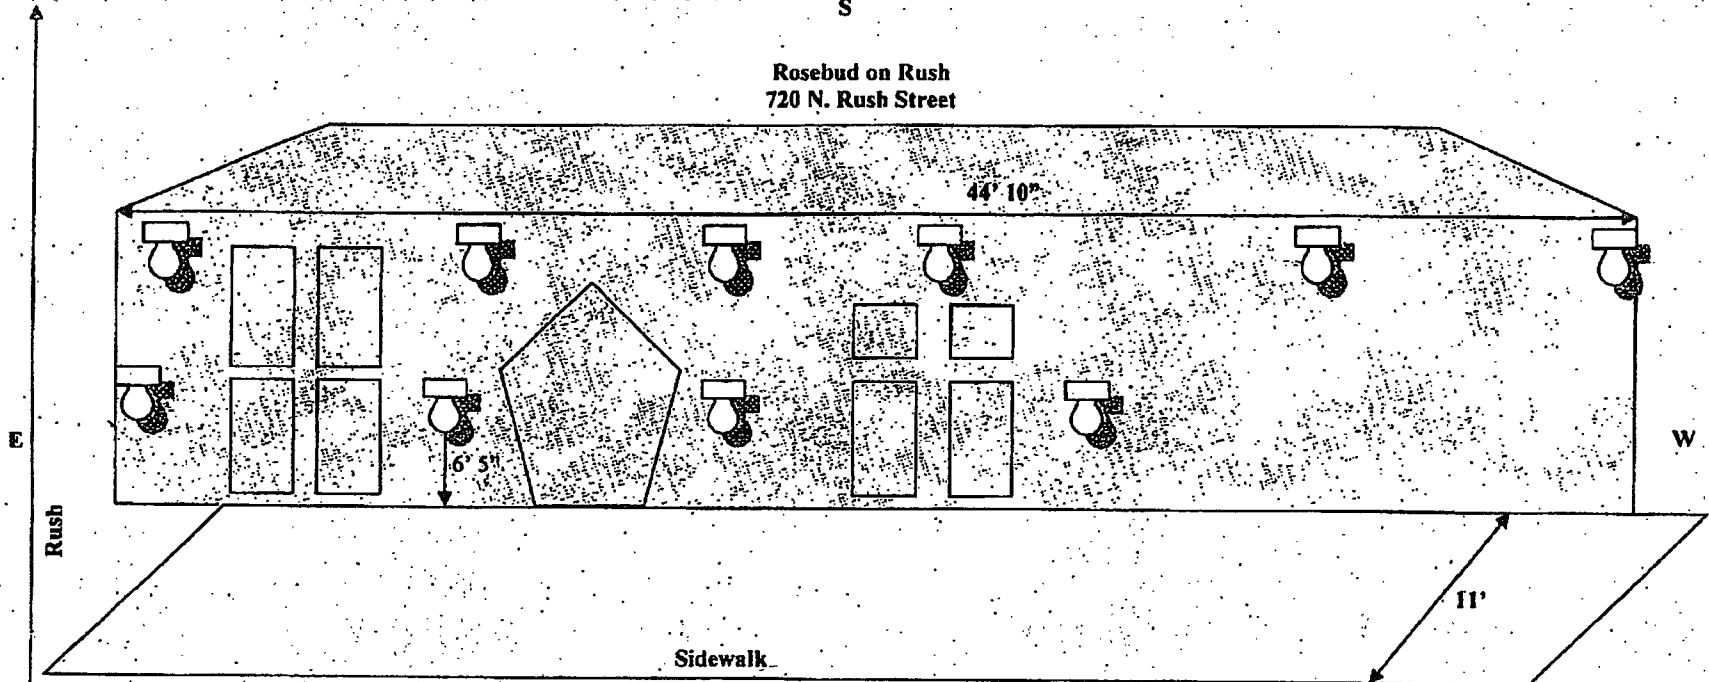 S
Rosebud on Rush
720 N. Rush Street
44' 10"
E
6' 5"
W
Rush
11'
Sidewalk